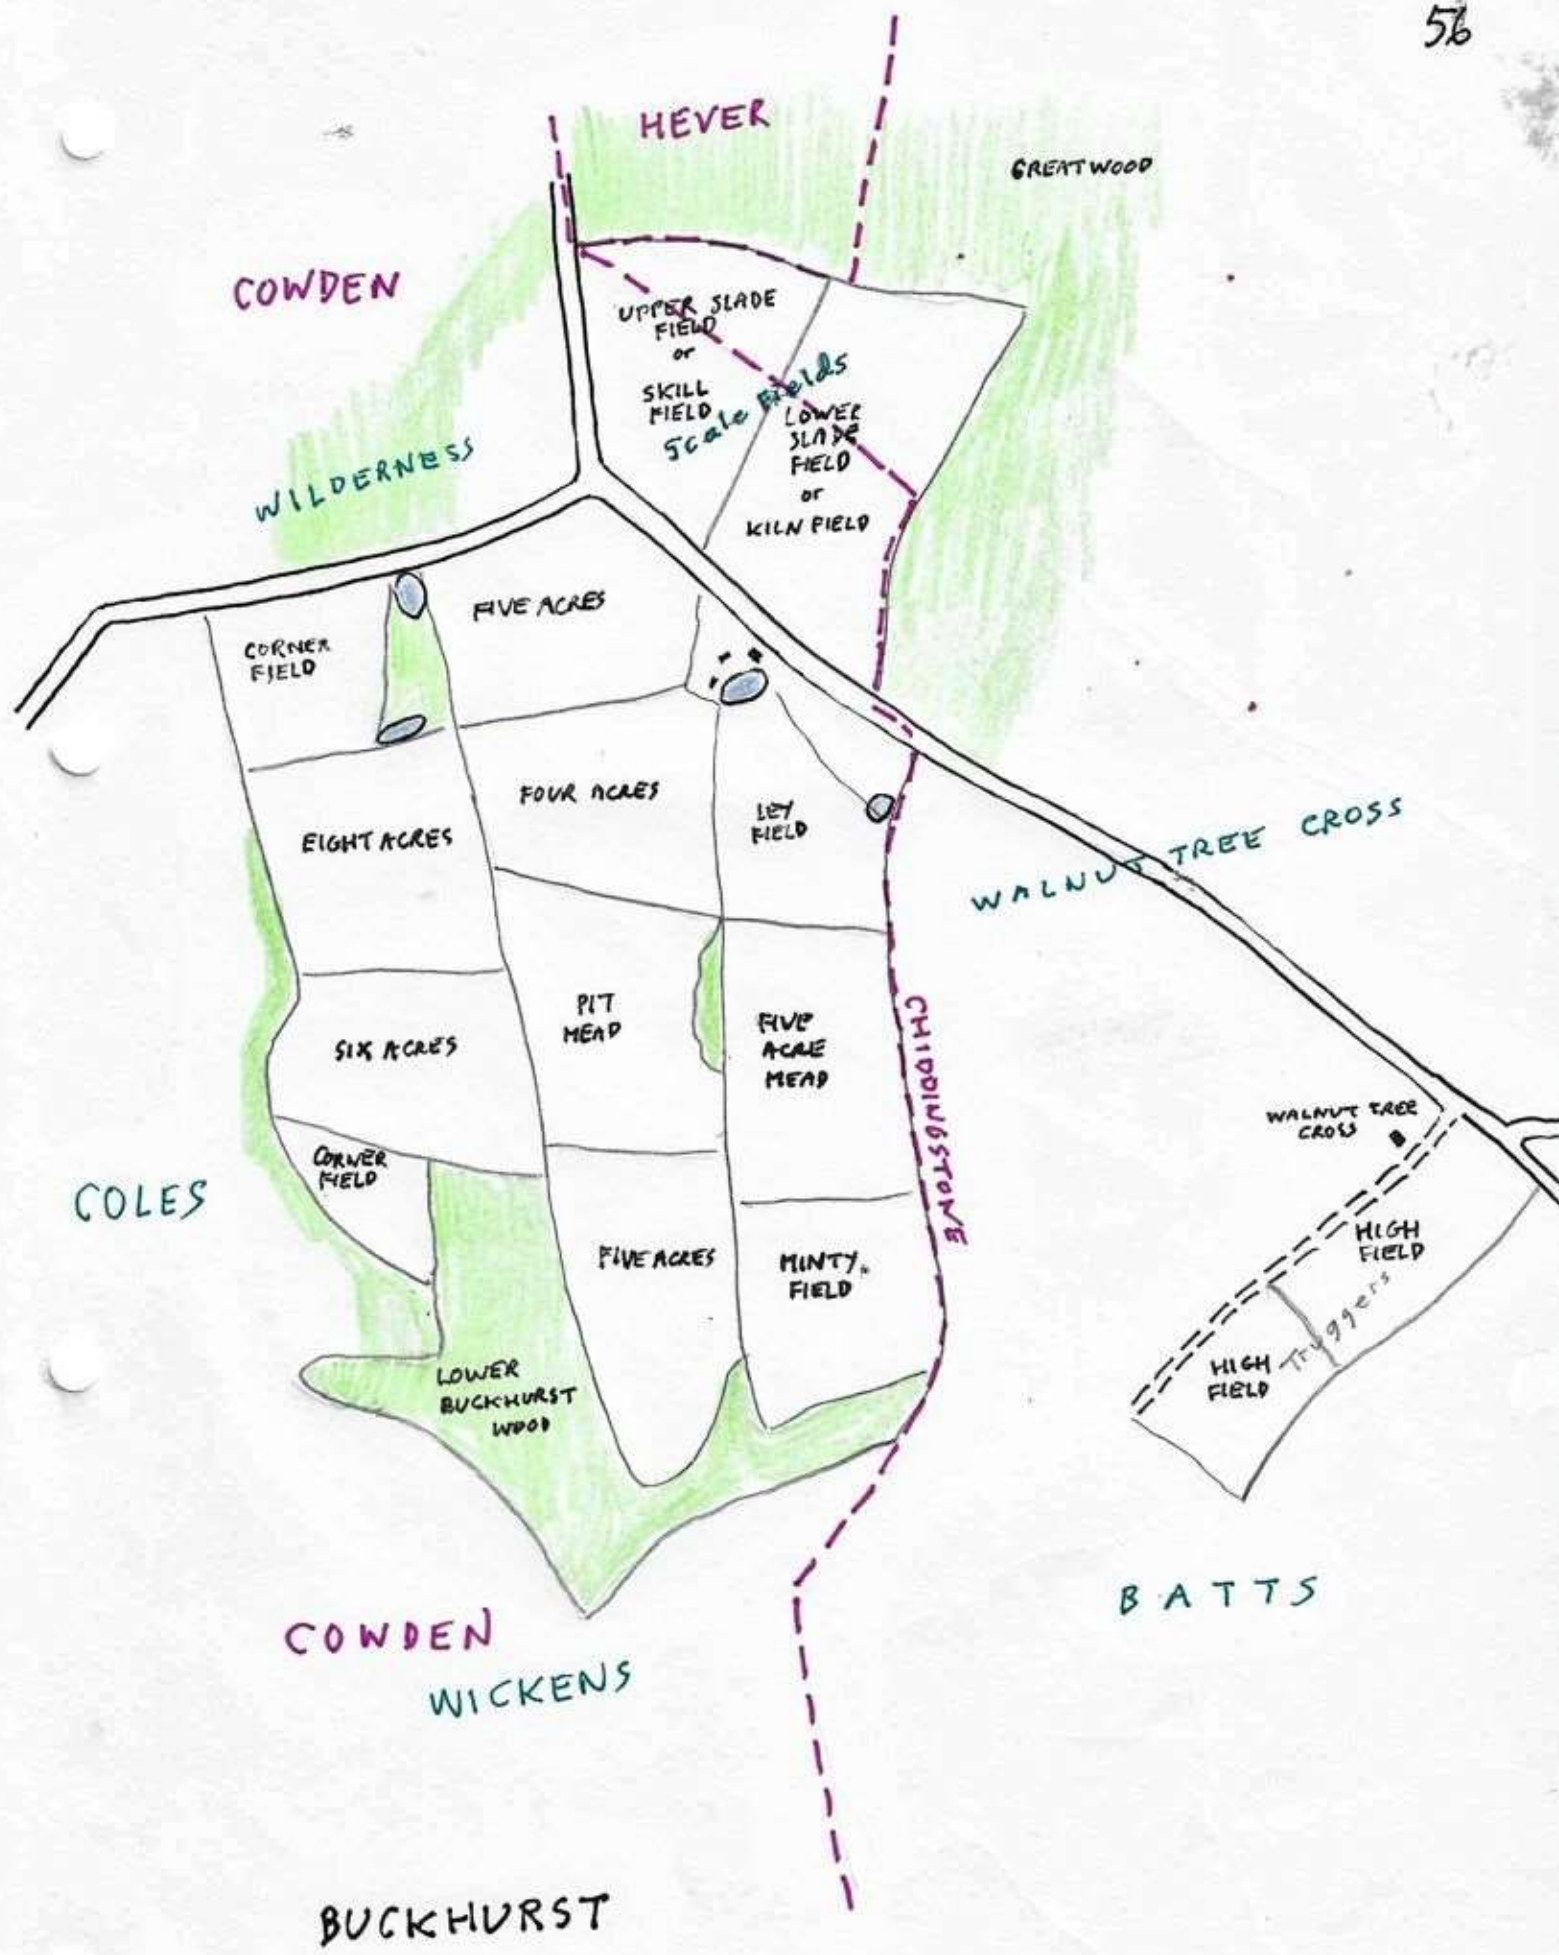 56
HEVER
GREATWOOD
COWDEN
UPPER SLADE
FIELD
or
SKILL
FIELD
Scale Fields
LOWER
SLADE
FIELD
or
KILN FIELD
WILDERNESS
FIVE ACRES
CORNER
FIELD
FOUR ACRES
EIGHT ACRES
LEY
FIELD
WALNUT TREE CROSS
PIT
MEAD
FIVE
ACRE
MEAD
SIX ACRES
CHIDDINGSTONE
WALNUT TREE
CROSS
CORNER
FIELD
COLES
HIGH
FIELD
FIVE ACRES
MINTY
FIELD
Truggers
HIGH
FIELD
LOWER
BUCKHURST
WOOD
BATTS
COWDEN
WICKENS
BUCKHURST